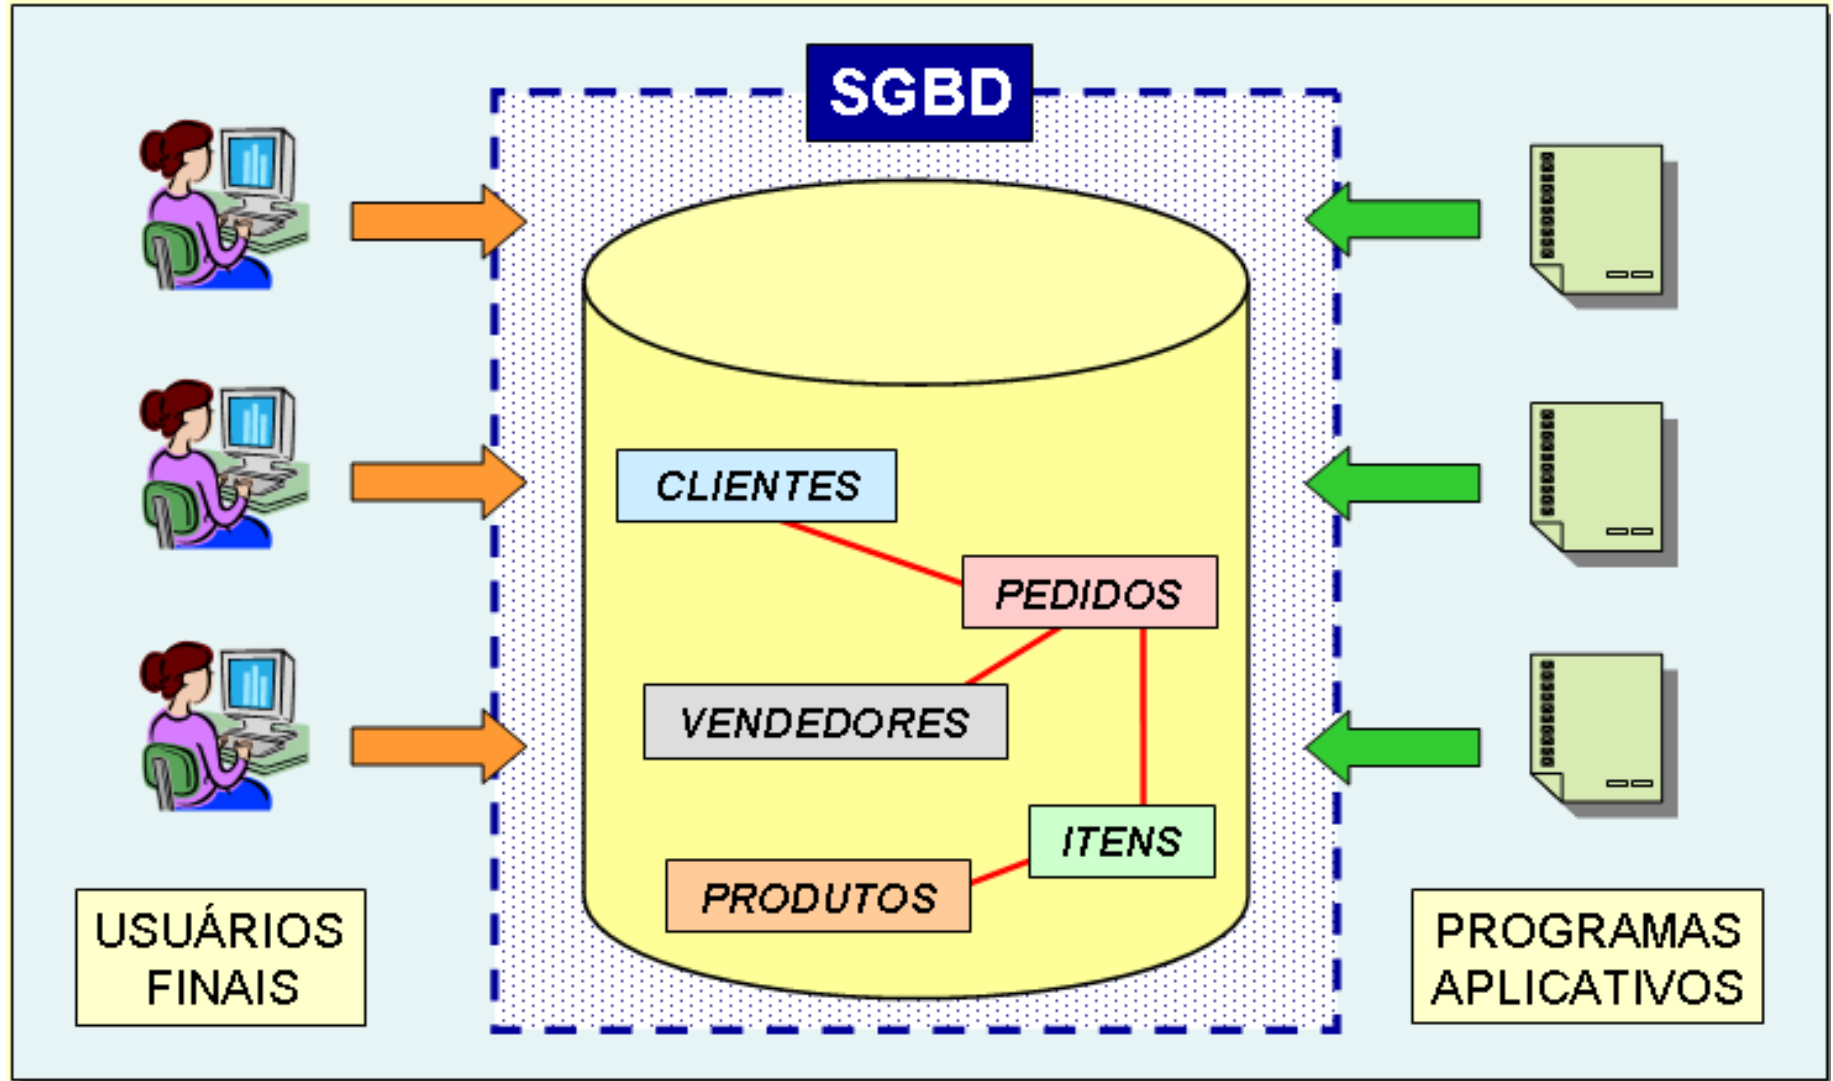 SGBD
CLIENTES
PEDIDOS
VENDEDORES
ITENS
PRODUTOS
USUÁRIOS
FINAIS
PROGRAMAS
APLICATIVOS